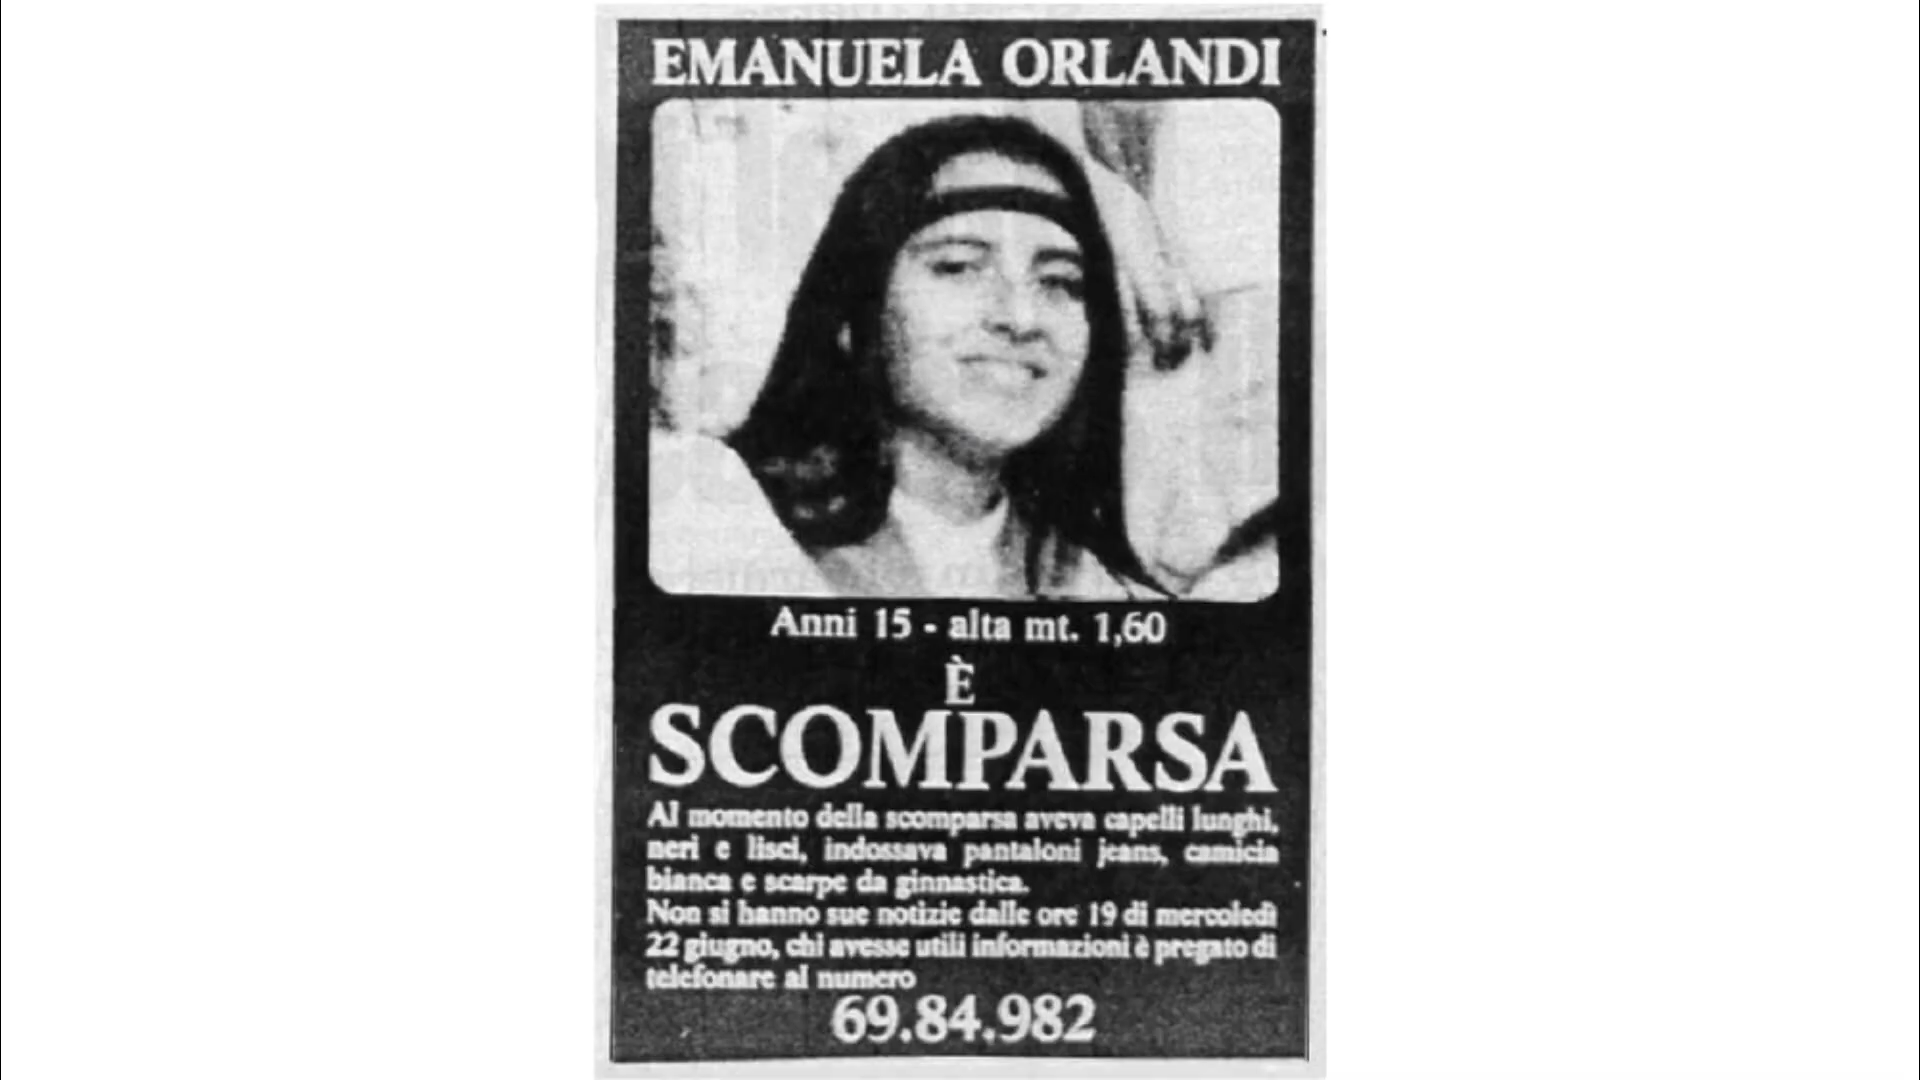 EMANUELA ORLANDI
Anni 15 - alta mt. 1,60
È
SCOMPARSA
Al momento della scomparsa aveva capelli lunghi,
neri e lisci, indossava pantaloni jeans, camicia
bianca e scarpe da ginnastica.
Non si hanno sue notizie dalle ore 19 di mercoledì
22 giugno, chi avesse utili informazioni è pregato di
telefonare al numero
69.84.982